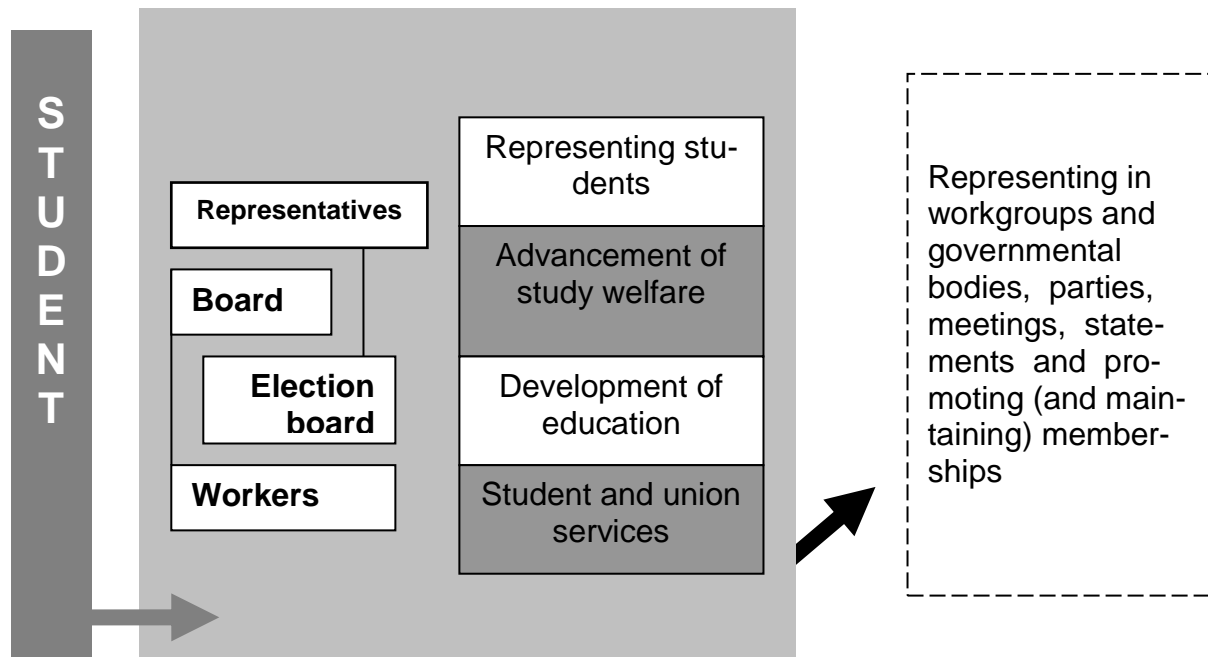 STUDENT
Representatives
Board
Election
board
Workers
Representing stu-
dents
Advancement of
study welfare
Development of
education
Student and union
services
Representing in
workgroups and
governmental
bodies, parties,
meetings, state-
ments and pro-
moting (and main-
taining) member-
ships